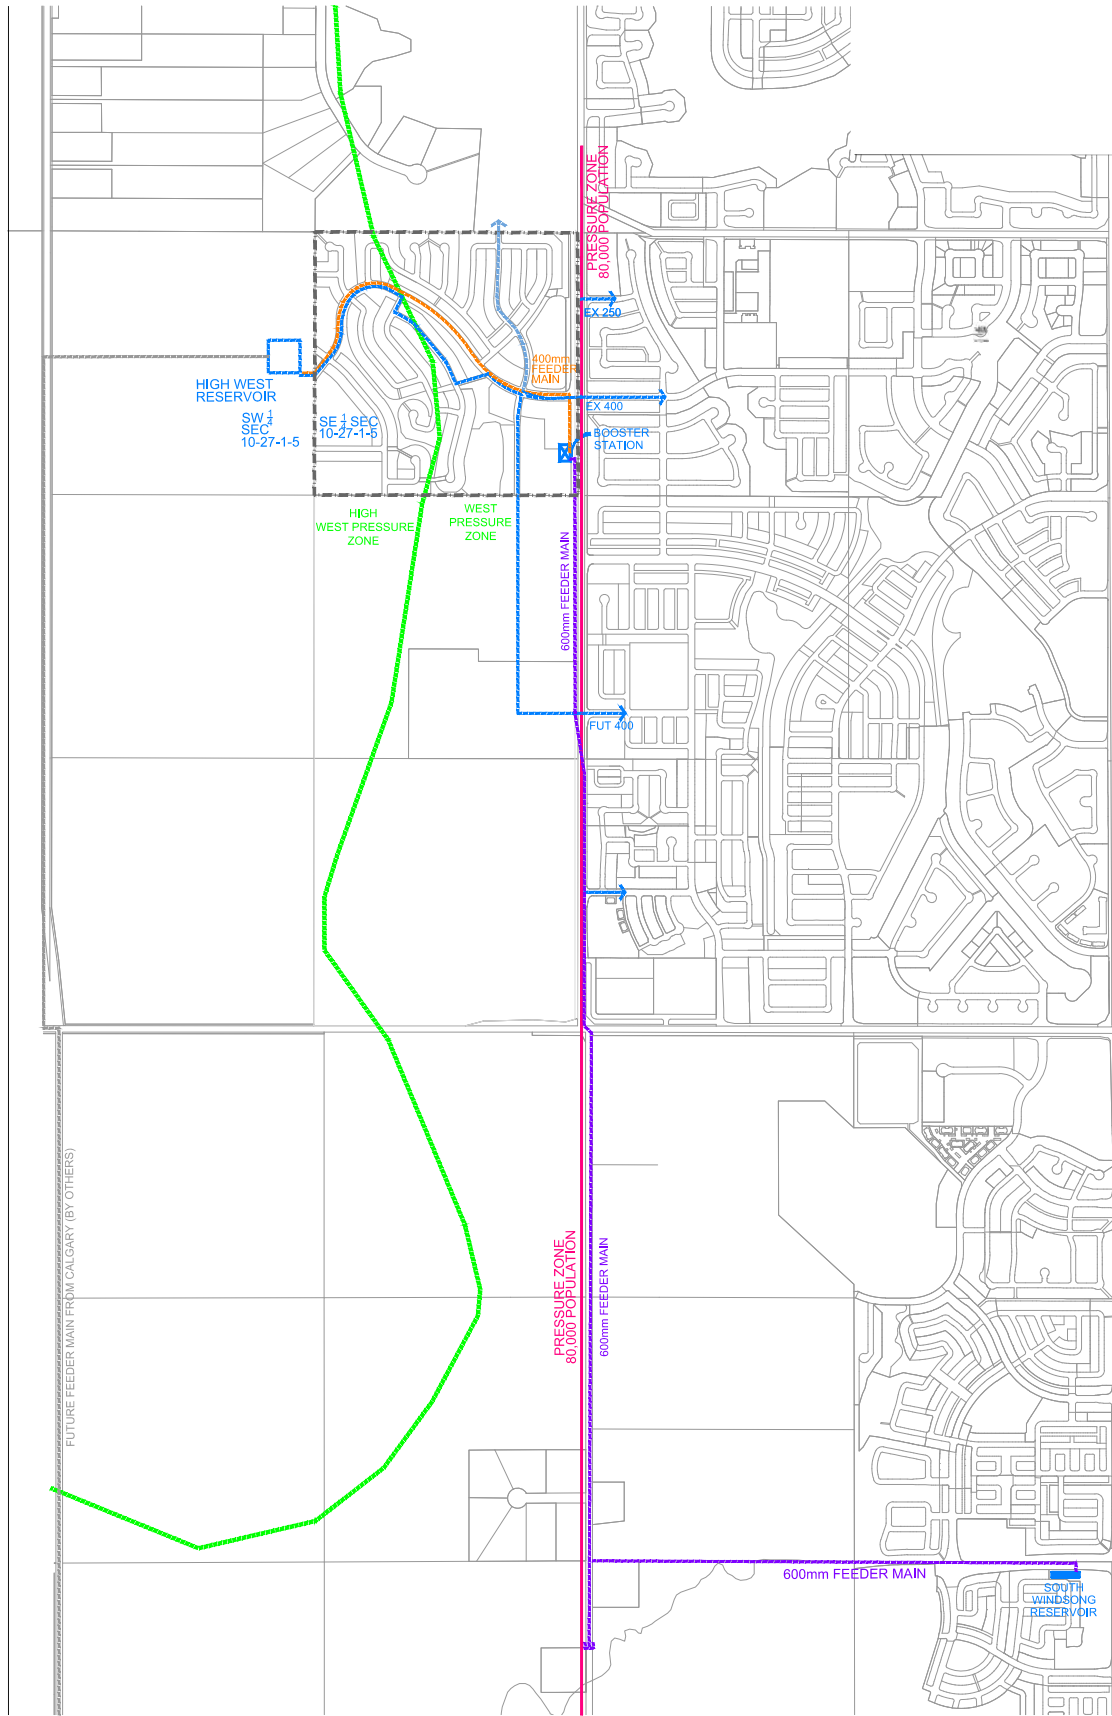 PRESSURE ZONE
80,000 POPULATION
EX 250
400mm
FEEDER
MAIN
HIGH WEST
RESERVOIR
SW 1/4
SEC
10-27-1-5
SE 1/4 SEC
10-27-1-5
EX 400
BOOSTER
STATION
HIGH
WEST PRESSURE
ZONE
WEST
PRESSURE
ZONE
600mm FEEDER MAIN
FUT 400
FUTURE FEEDER MAIN FROM CALGARY (BY OTHERS)
PRESSURE ZONE
80,000 POPULATION
600mm FEEDER MAIN
600mm FEEDER MAIN
SOUTH
WINDSONG
RESERVOIR